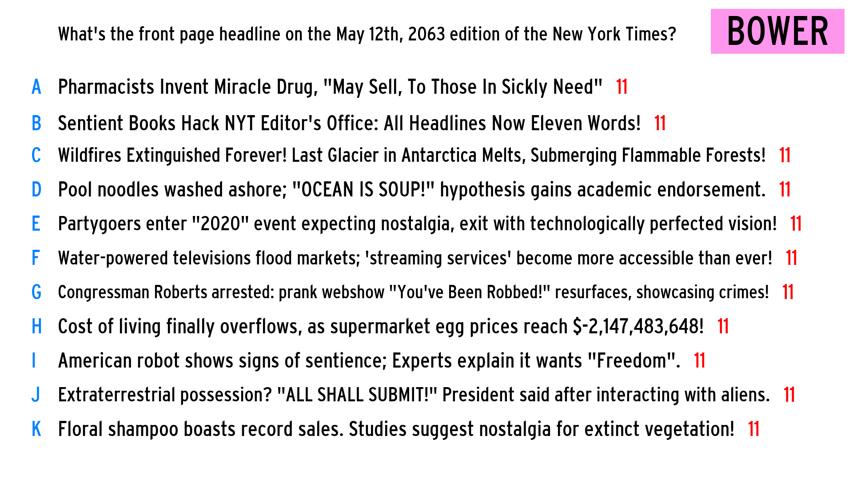 What's the front page headline on the May 12th, 2063 edition of the New York Times?
BOWER
A Pharmacists Invent Miracle Drug, "May Sell, To Those In Sickly Need" 11
B Sentient Books Hack NYT Editor's Office: All Headlines Now Eleven Words! 11
C Wildfires Extinguished Forever! Last Glacier in Antarctica Melts, Submerging Flammable Forests! 11
D Pool noodles washed ashore; "OCEAN IS SOUP!" hypothesis gains academic endorsement. 11
E Partygoers enter "2020" event expecting nostalgia, exit with technologically perfected vision! 11
F Water-powered televisions flood markets; 'streaming services' become more accessible than ever! 11
G Congressman Roberts arrested: prank webshow "You've Been Robbed!" resurfaces, showcasing crimes! 11
H Cost of living finally overflows, as supermarket egg prices reach $-2,147,483,648! 11
I American robot shows signs of sentience; Experts explain it wants "Freedom". 11
J Extraterrestrial possession? "ALL SHALL SUBMIT!" President said after interacting with aliens. 11
K Floral shampoo boasts record sales. Studies suggest nostalgia for extinct vegetation! 11